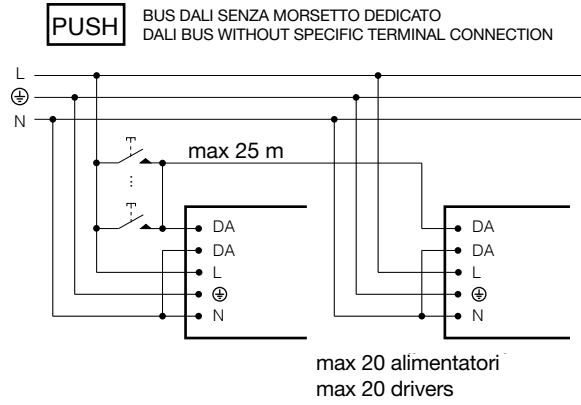 PUSH
BUS DALI SENZA MORSETTO DEDICATO
DALI BUS WITHOUT SPECIFIC TERMINAL CONNECTION
L
N
max 25 m
DA
DA
L
N
DA
DA
L
N
max 20 alimentatori
max 20 drivers